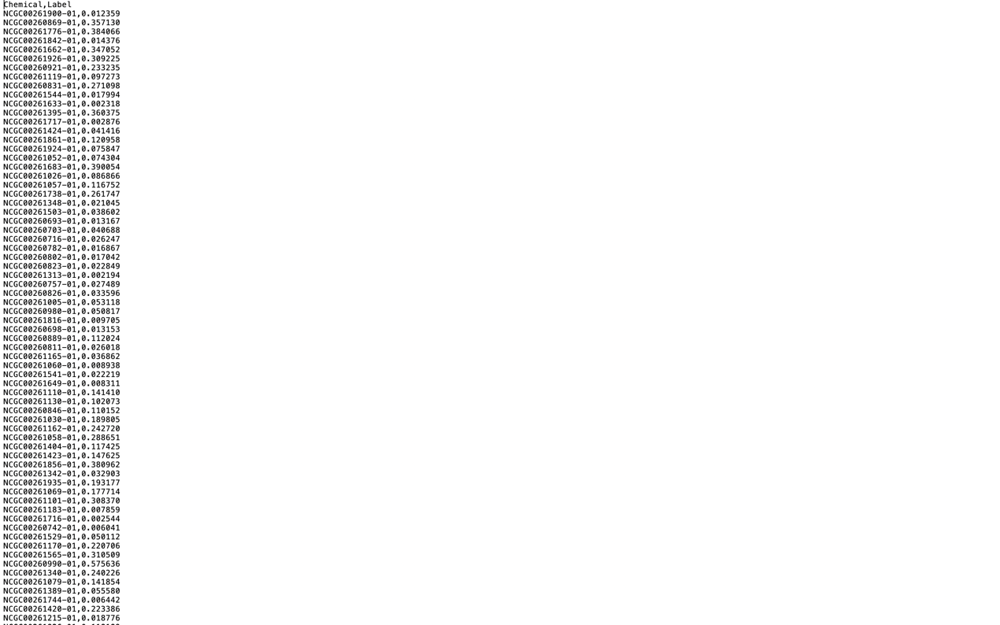 Chemical,Label
NCGC00261900-01,0.012359
NCGC00260869-01,0.357130
NCGC00261776-01,0.384066
NCGC00261842-01,0.014376
NCGC00261662-01,0.347052
NCGC00261926-01,0.309225
NCGC00260921-01,0.233235
NCGC00261119-01,0.097273
NCGC00260831-01,0.271098
NCGC00261544-01,0.017994
NCGC00261633-01,0.002318
NCGC00261395-01,0.360375
NCGC00261717-01,0.002876
NCGC00261424-01,0.041416
NCGC00261861-01,0.120958
NCGC00261924-01,0.075847
NCGC00261052-01,0.074304
NCGC00261683-01,0.390054
NCGC00261026-01,0.086866
NCGC00261057-01,0.116752
NCGC00261738-01,0.261747
NCGC00261348-01,0.021045
NCGC00261503-01,0.038602
NCGC00260693-01,0.013167
NCGC00260703-01,0.040688
NCGC00260716-01,0.026247
NCGC00260782-01,0.016867
NCGC00260802-01,0.017042
NCGC00260823-01,0.022849
NCGC00261313-01,0.002194
NCGC00260757-01,0.027489
NCGC00260826-01,0.033596
NCGC00261005-01,0.053118
NCGC00260980-01,0.050817
NCGC00261816-01,0.009705
NCGC00260698-01,0.013153
NCGC00260889-01,0.112024
NCGC00260811-01,0.026018
NCGC00261165-01,0.036862
NCGC00261060-01,0.008938
NCGC00261541-01,0.022219
NCGC00261649-01,0.008311
NCGC00261110-01,0.141410
NCGC00261130-01,0.102073
NCGC00260846-01,0.110152
NCGC00261030-01,0.189805
NCGC00261162-01,0.242720
NCGC00261058-01,0.288651
NCGC00261404-01,0.117425
NCGC00261423-01,0.147625
NCGC00261856-01,0.380962
NCGC00261342-01,0.032903
NCGC00261935-01,0.193177
NCGC00261069-01,0.177714
NCGC00261101-01,0.308370
NCGC00261183-01,0.007859
NCGC00261716-01,0.002544
NCGC00260742-01,0.006041
NCGC00261529-01,0.050112
NCGC00261170-01,0.220706
NCGC00261565-01,0.310509
NCGC00260990-01,0.575636
NCGC00261340-01,0.240226
NCGC00261079-01,0.141854
NCGC00261389-01,0.055580
NCGC00261744-01,0.006442
NCGC00261420-01,0.223386
NCGC00261215-01,0.018776